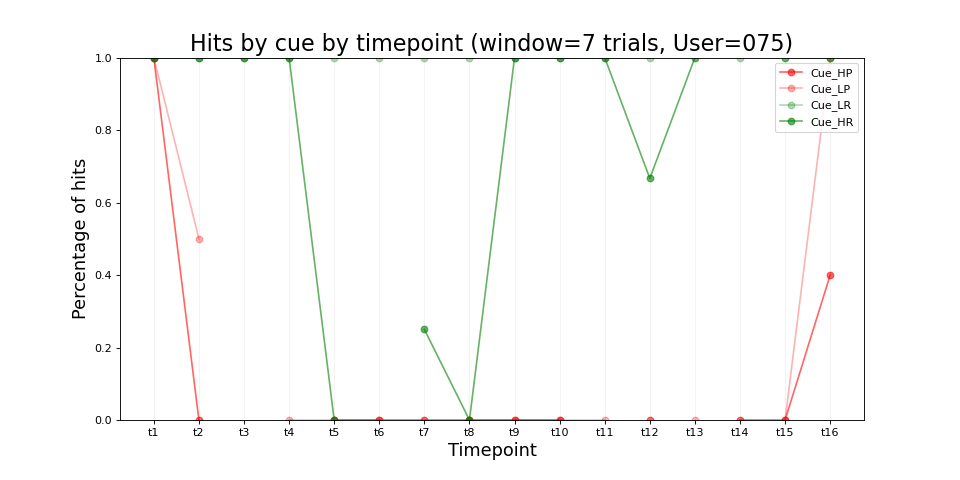 Hits by cue by timepoint (window=7 trials, User=075)
Percentage of hits
1.0
0.8
0.6
0.4
0.2
0.0
Cue_HP
Cue_LP
Cue_LR
Cue_HR
t1 t2 t3 t4 t5 t6 t7 t8 t9 t10 t11 t12 t13 t14 t15 t16
Timepoint